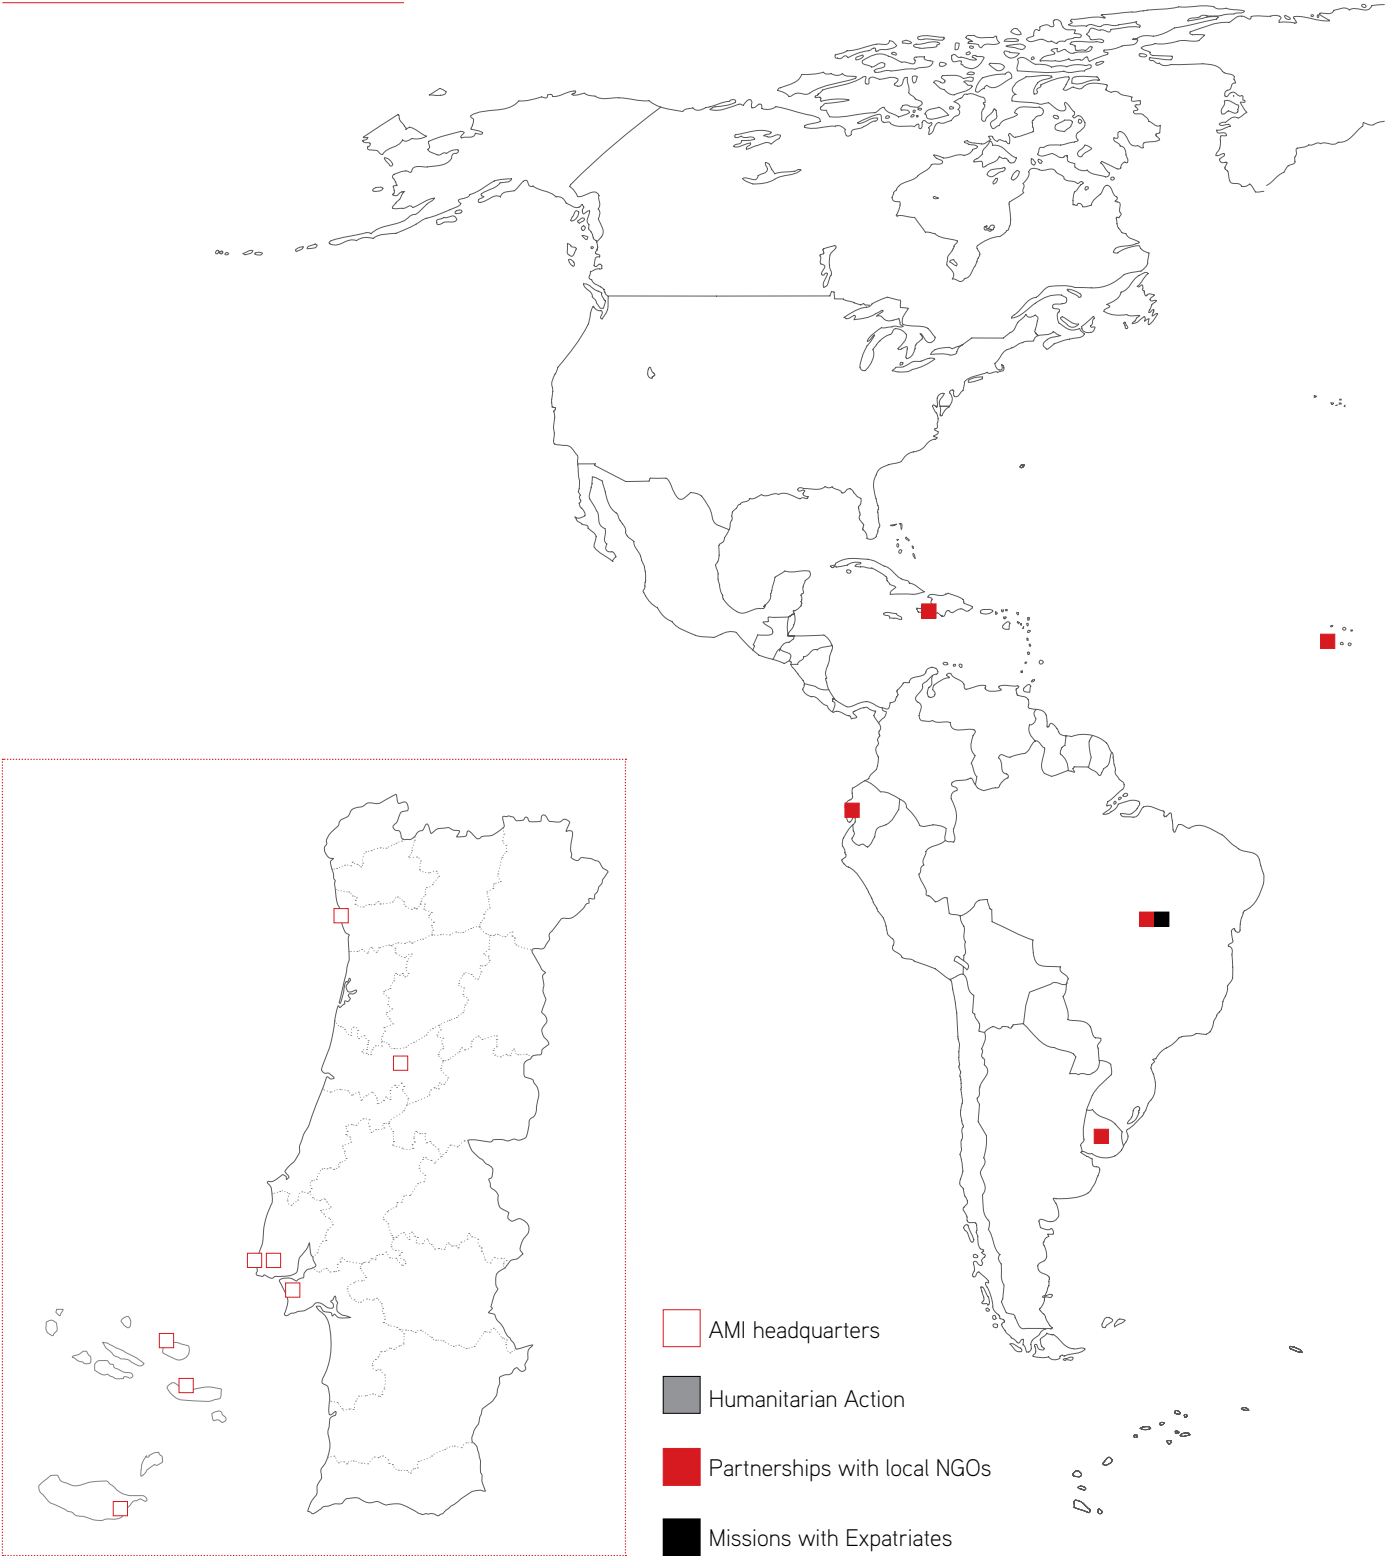 AMI headquarters
Humanitarian Action
Partnerships with local NGOs
Missions with Expatriates